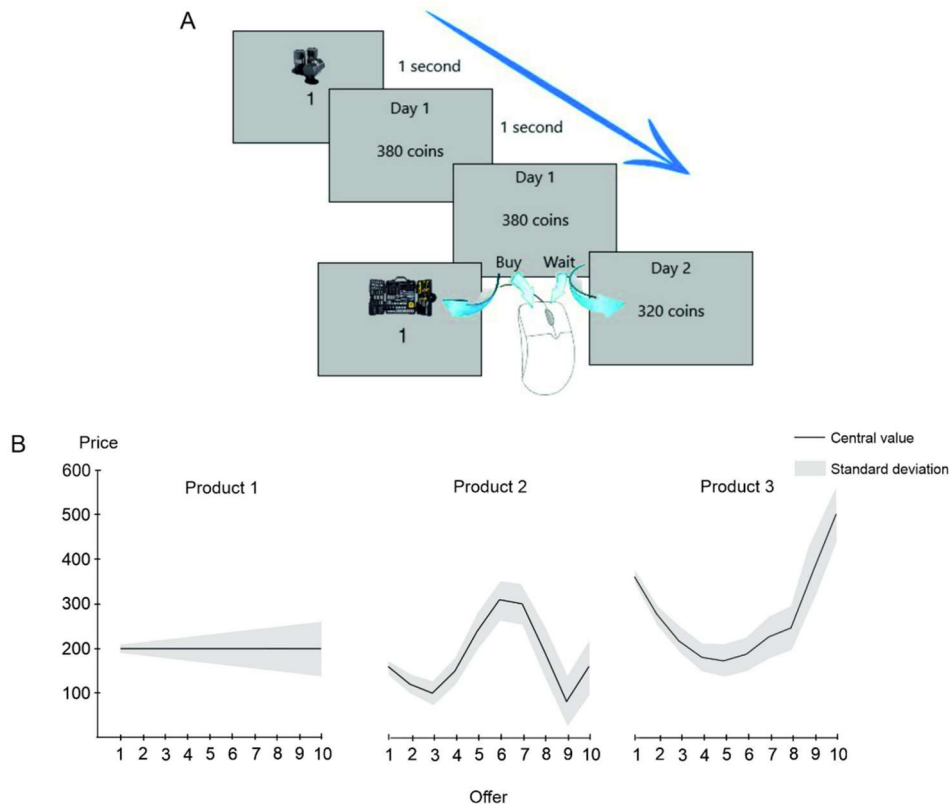 A
1
1 second
Day 1
380 coins
1 second
Day 1
380 coins
Buy Wait
1
Day 2
320 coins
B
Price
Central value
Standard deviation
600
500
400
300
200
100
Product 1
Product 2
Product 3
1 2 3 4 5 6 7 8 9 10
1 2 3 4 5 6 7 8 9 10
1 2 3 4 5 6 7 8 9 10
Offer